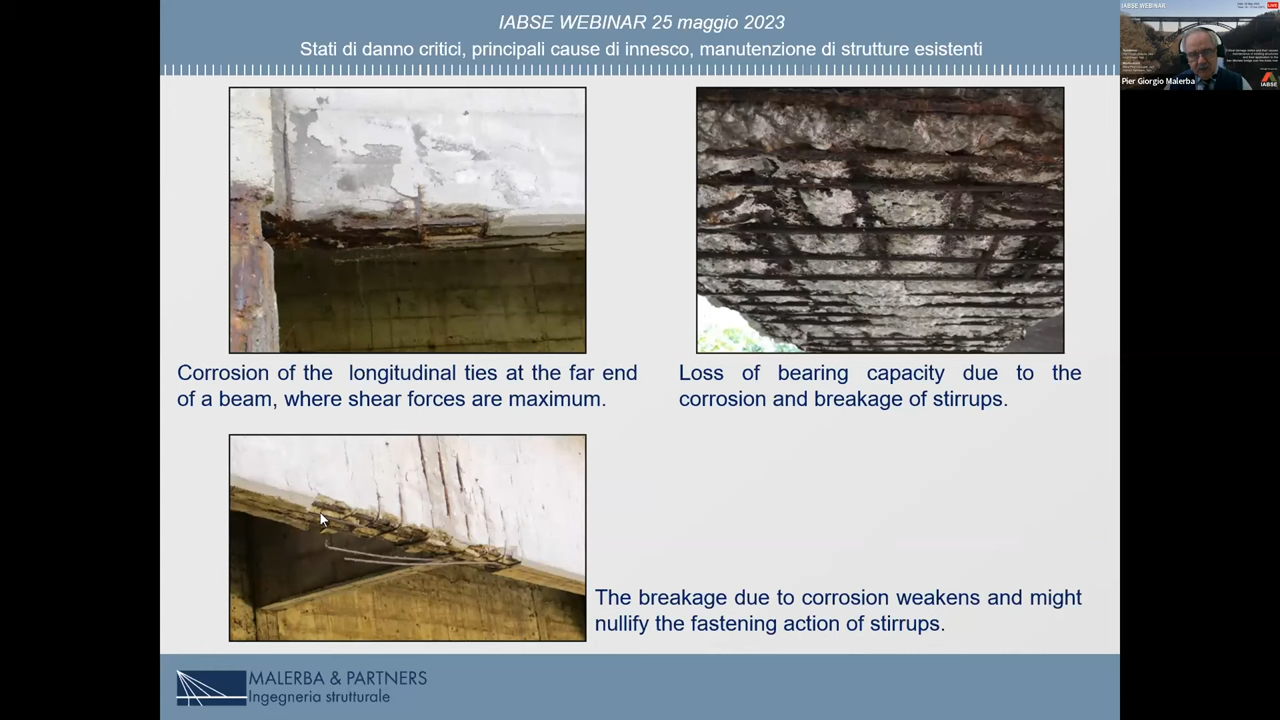 IABSE WEBINAR 25 maggio 2023
Stati di danno critici, principali cause di innesco, manutenzione di strutture esistenti
Corrosion of the longitudinal ties at the far end
of a beam, where shear forces are maximum.
Loss of bearing capacity due to the
corrosion and breakage of stirrups.
The breakage due to corrosion weakens and might
nullify the fastening action of stirrups.
MALERBA & PARTNERS
Ingegneria strutturale
IABSE WEBINAR
LIVE
Pier Giorgio Malerba
IABSE